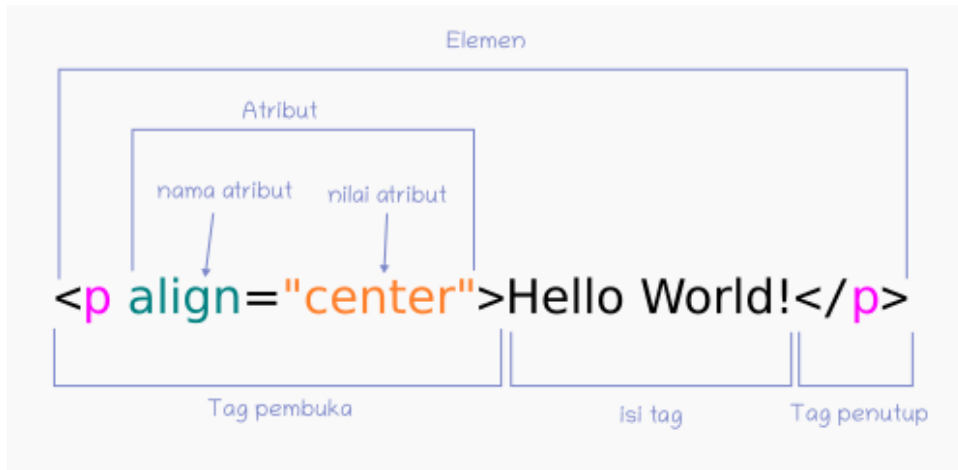 Elemen
Atribut
nama atribut
nilai atribut
<p align="center">Hello World!</p>
Tag pembuka
isi tag
Tag penutup